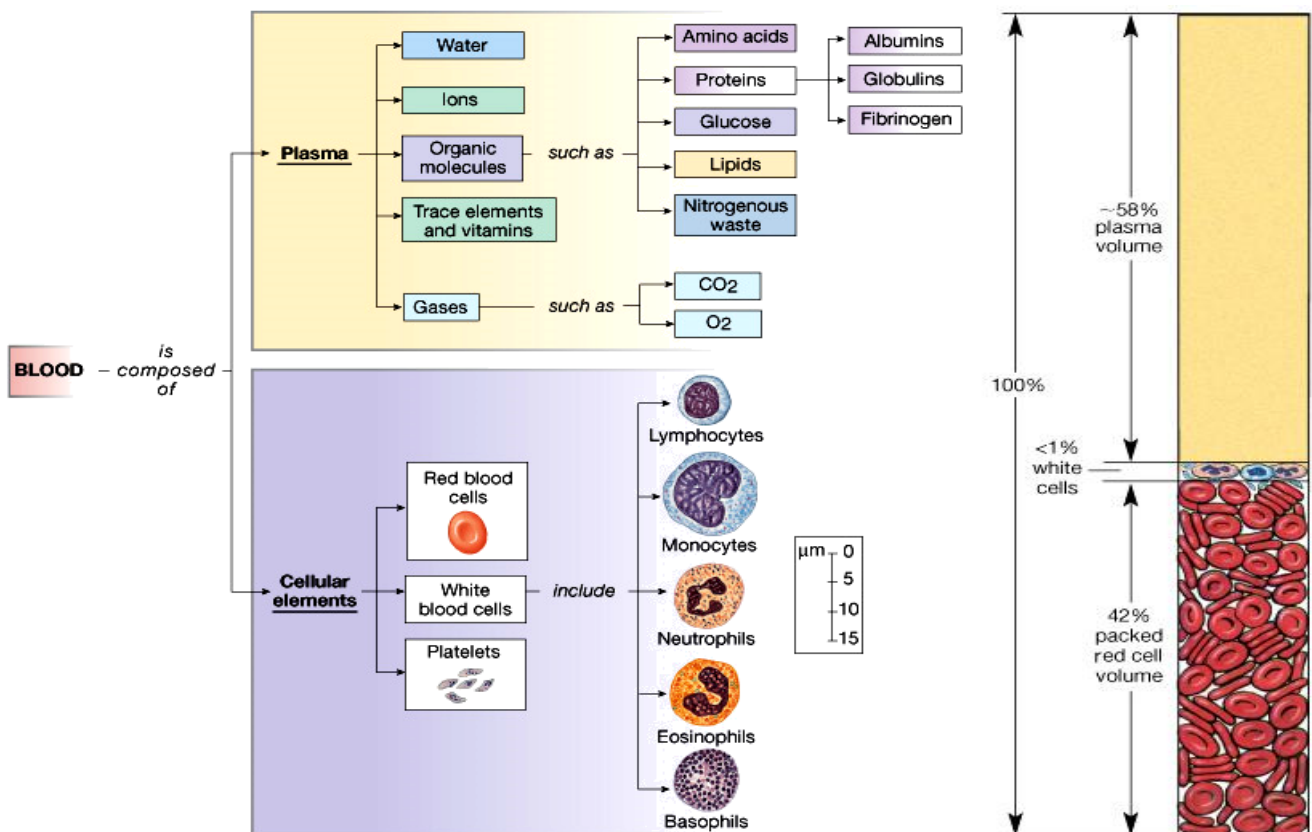 BLOOD
is
composed
of
Plasma
Water
Ions
Organic
molecules
Trace elements
and vitamins
Gases
such as
Amino acids
Proteins
Glucose
Lipids
Nitrogenous
waste
Albumins
Globulins
Fibrinogen
such as
CO2
O2
Cellular
elements
Red blood
cells
White
blood cells
Platelets
include
Lymphocytes
Monocytes
Neutrophils
Eosinophils
Basophils
µm 0
5
10
15
100%
~58%
plasma
volume
<1%
white
cells
42%
packed
red cell
volume